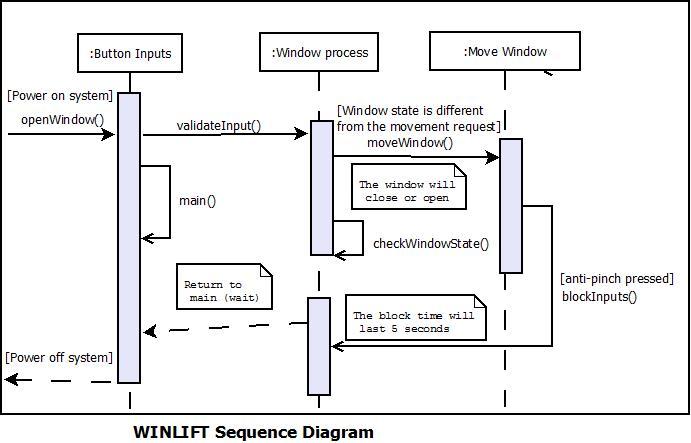 :Button Inputs
:Window process
:Move Window
[Power on system]
openWindow()
validateInput()
[Window state is different
from the movement request]
moveWindow()
The window will
close or open
main()
checkWindowState()
[anti-pinch pressed]
blockInputs()
Return to
main (wait)
The block time will
last 5 seconds
[Power off system]
WINLIFT Sequence Diagram